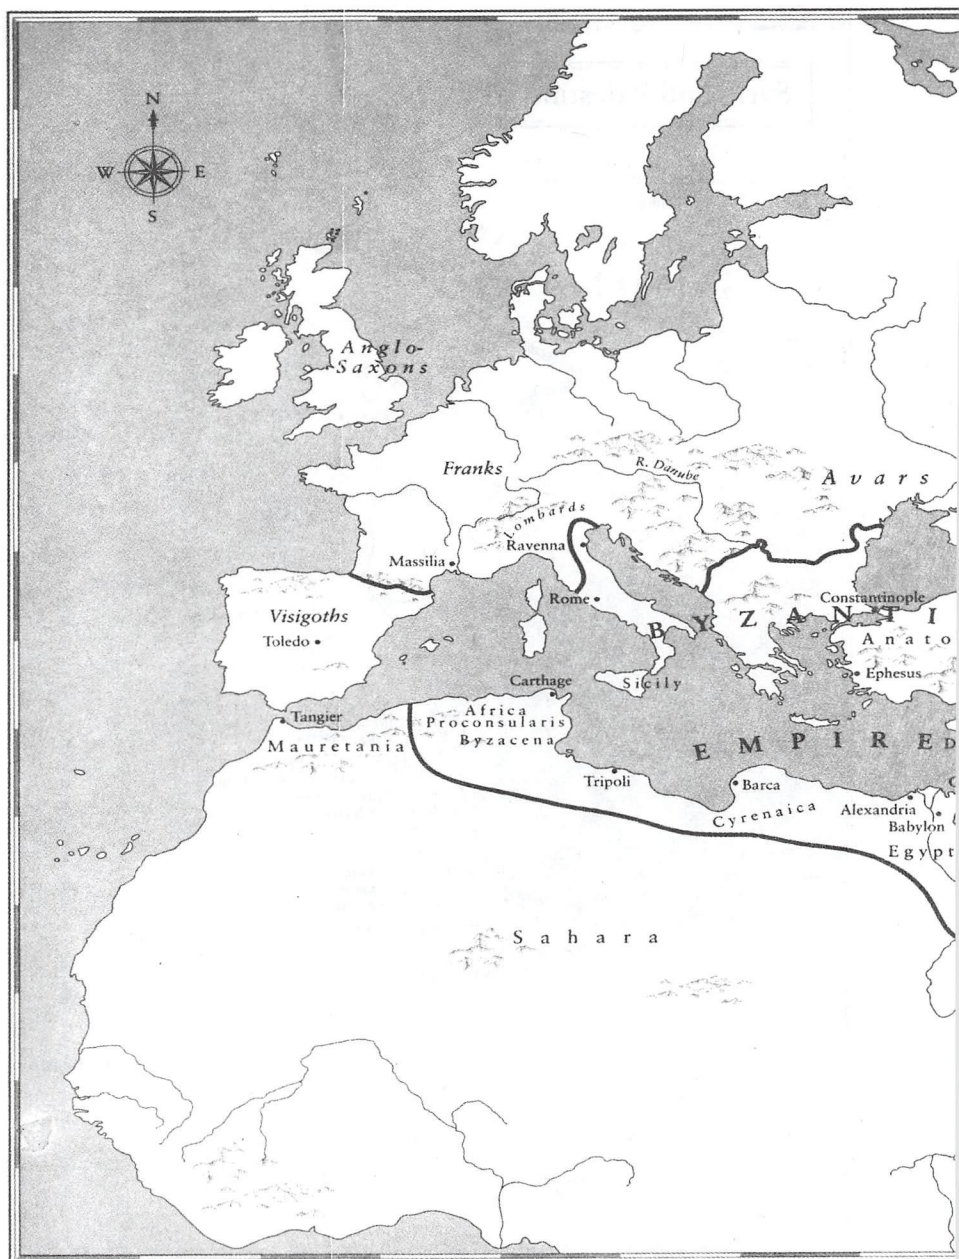 N
W E
S
Anglo-
Saxons
Franks
R. Danube
Avars
Lombards
Ravenna
Massilia
Rome
Constantinople
BYZANTI
Visigoths
Toledo
Anato
Ephesus
Sicily
Carthage
Tangier
Africa
Proconsularis
Byzacena
Mauretania
EMPIRE
D
Tripoli
Barca
Cyrenaica
Alexandria
Babylon
Egypt
Sahara